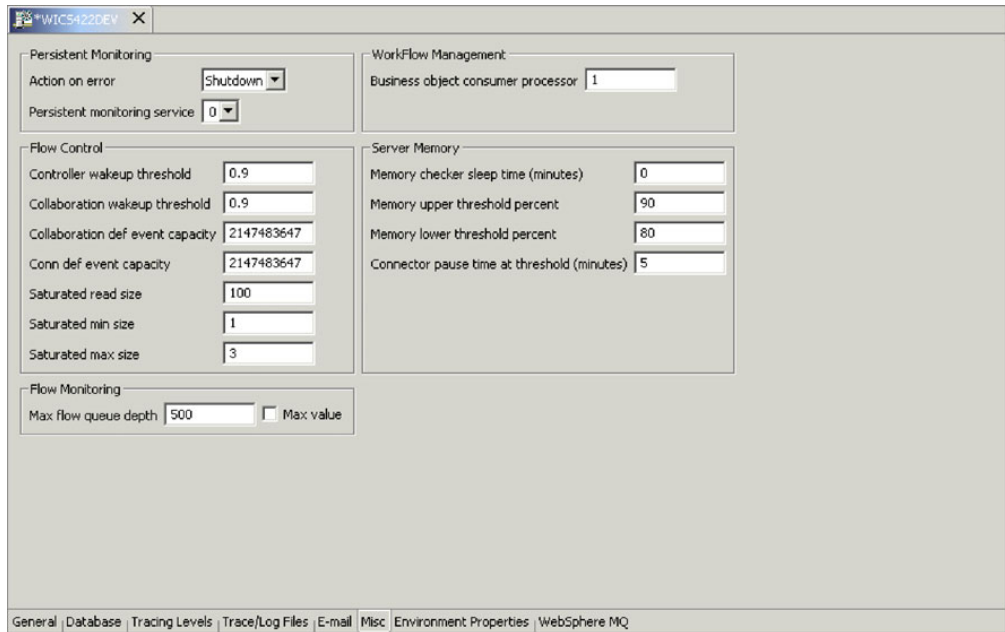 *WICS422DEV
Persistent Monitoring
Action on error Shutdown
Persistent monitoring service 0
WorkFlow Management
Business object consumer processor 1
Flow Control
Controller wakeup threshold 0.9
Collaboration wakeup threshold 0.9
Collaboration def event capacity 2147483647
Conn def event capacity 2147483647
Saturated read size 100
Saturated min size 1
Saturated max size 3
Server Memory
Memory checker sleep time (minutes) 0
Memory upper threshold percent 90
Memory lower threshold percent 80
Connector pause time at threshold (minutes) 5
Flow Monitoring
Max flow queue depth 500 Max value
General Database Tracing Levels Trace/Log Files E-mail Misc Environment Properties WebSphere MQ